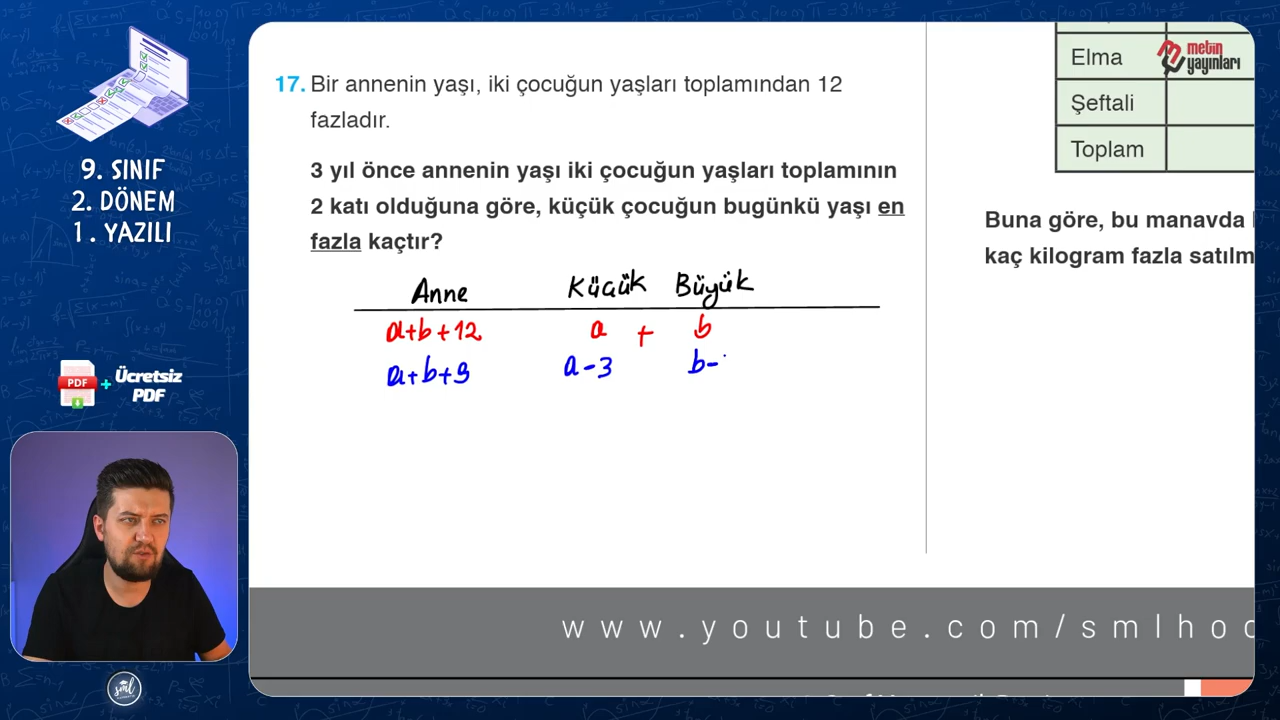 9. SINIF
2. DÖNEM
1. YAZILI
PDF + Ücretsiz
PDF
sml
17. Bir annenin yaşı, iki çocuğun yaşları toplamından 12
fazladır.
3 yıl önce annenin yaşı iki çocuğun yaşları toplamının
2 katı olduğuna göre, küçük çocuğun bugünkü yaşı en
fazla kaçtır?
Anne Küçük Büyük
a+b+12 a + b
a+b+9 a-3 b-
Elma
Şeftali
Toplam
metin
yayınları
Buna göre, bu manavda
kaç kilogram fazla satılm
www.youtube.com/smlhoc